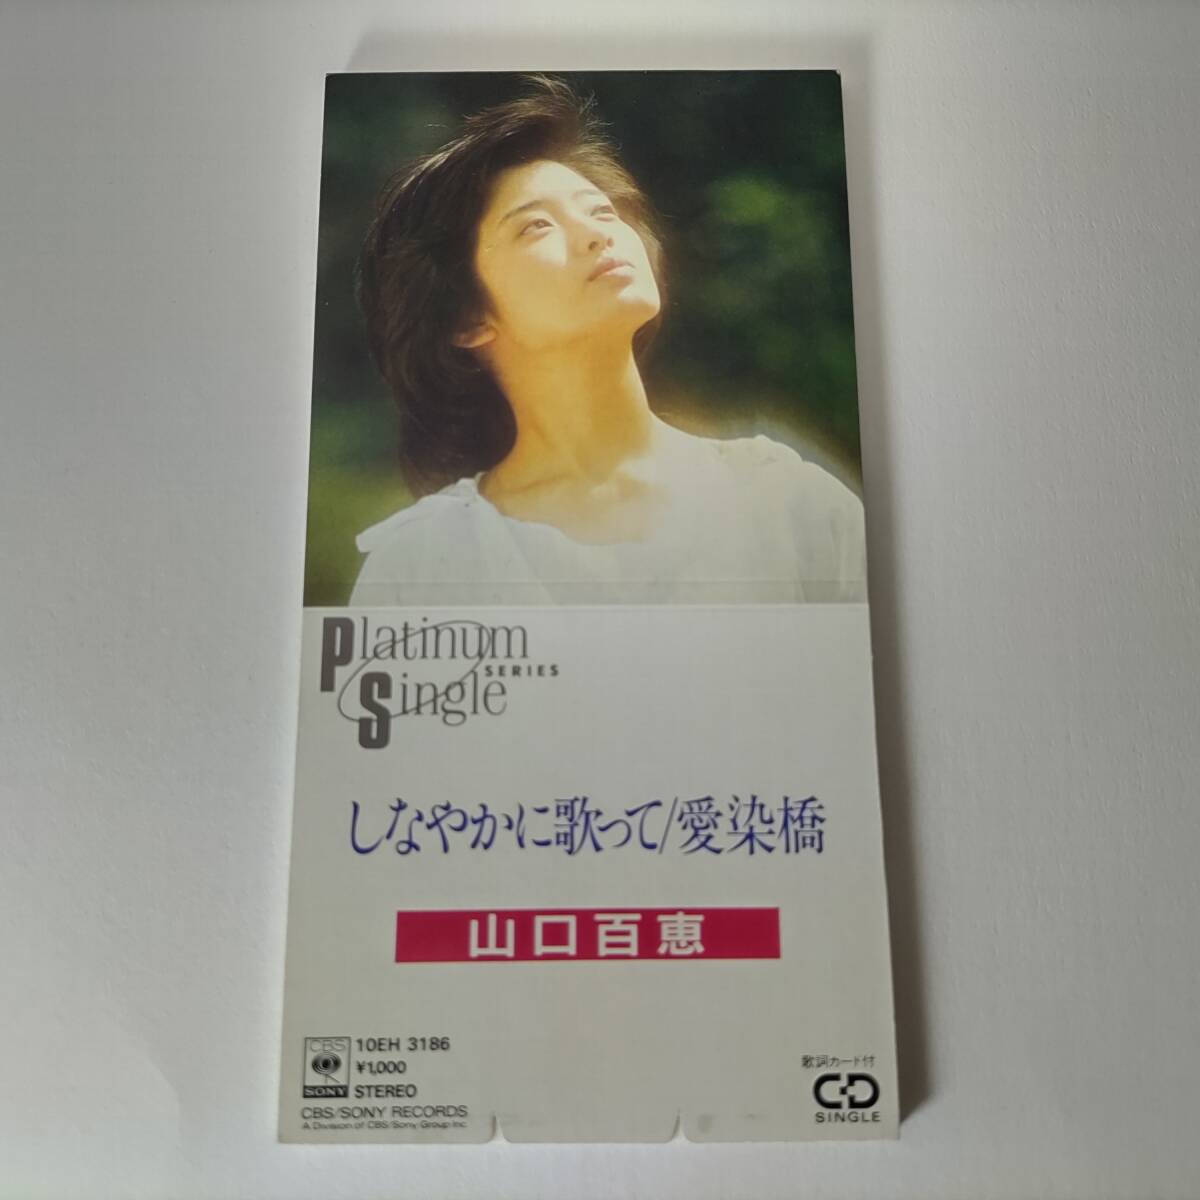 Platinum
SERIES
Single
しなやかに歌って/愛染橋
山口百恵
CBS
SONY
10EH 3186
¥1,000
STEREO
CBS/SONY RECORDS
A Division of CBS/Sony Group Inc
歌詞カード付
CD
SINGLE